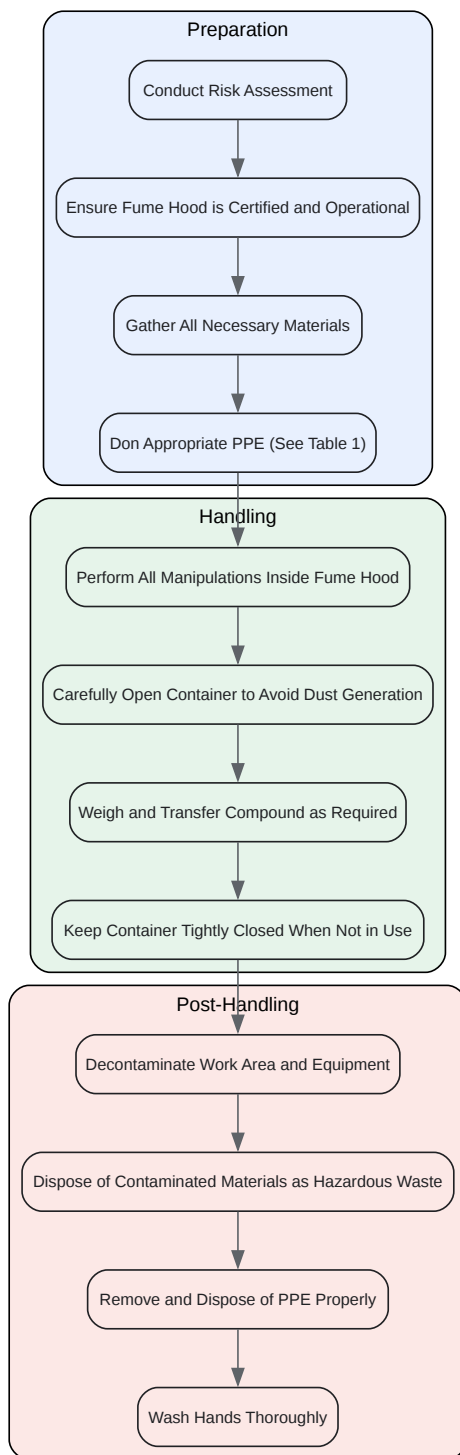 Preparation
Conduct Risk Assessment
Ensure Fume Hood is Certified and Operational
Gather All Necessary Materials
Don Appropriate PPE (See Table 1)
Handling
Perform All Manipulations Inside Fume Hood
Carefully Open Container to Avoid Dust Generation
Weigh and Transfer Compound as Required
Keep Container Tightly Closed When Not in Use
Post-Handling
Decontaminate Work Area and Equipment
Dispose of Contaminated Materials as Hazardous Waste
Remove and Dispose of PPE Properly
Wash Hands Thoroughly